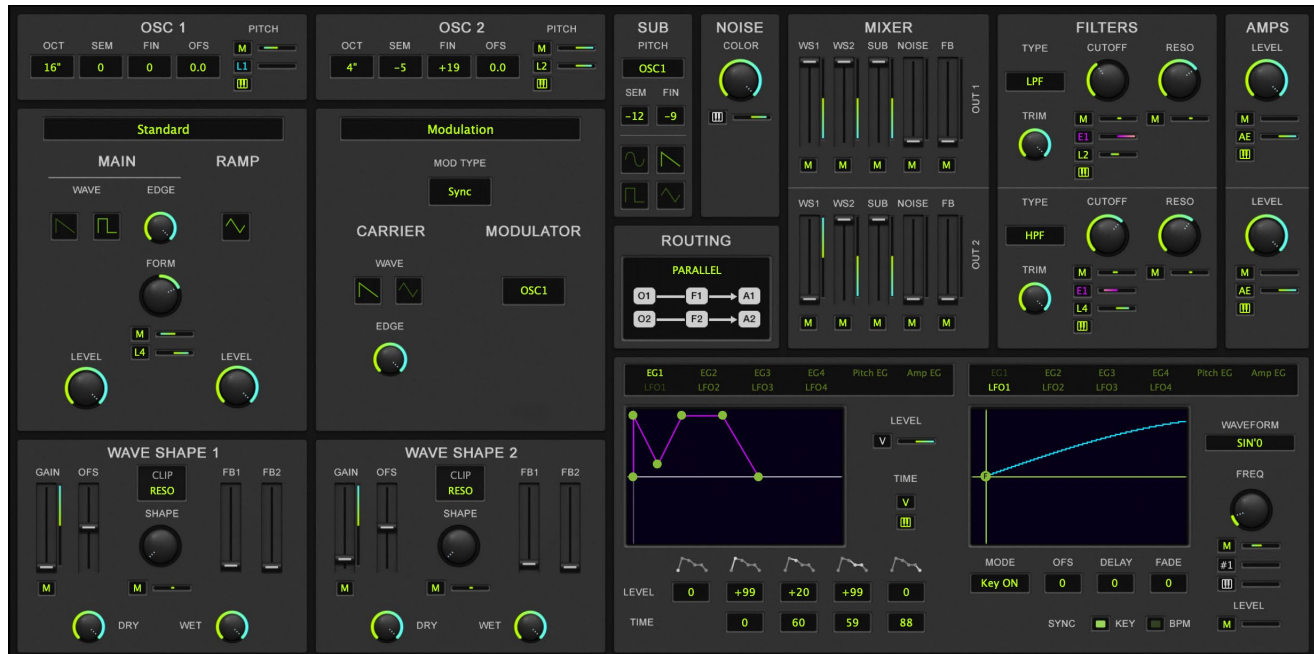 OSC 1 PITCH
OCT SEM FIN OFS M
16" 0 0 0.0 L1
OSC 2 PITCH
OCT SEM FIN OFS M
4" -5 +19 0.0 L2
SUB
PITCH
OSC1
SEM FIN
-12 -9
NOISE
COLOR
MIXER
WS1 WS2 SUB NOISE FB
OUT 1
M M M M M
WS1 WS2 SUB NOISE FB
OUT 2
M M M M M
FILTERS
TYPE CUTOFF RESO
LPF
TRIM M M
E1
L2
TYPE CUTOFF RESO
HPF
TRIM M M
E1
L4
AMPS
LEVEL
M
AE
LEVEL
M
AE
Standard
MAIN RAMP
WAVE EDGE
FORM
M
L4
LEVEL LEVEL
Modulation
MOD TYPE
Sync
CARRIER MODULATOR
WAVE
OSC1
EDGE
ROUTING
PARALLEL
O1 F1 A1
O2 F2 A2
WAVE SHAPE 1
GAIN OFS CLIP FB1 FB2
RESO
SHAPE
M M
DRY WET
WAVE SHAPE 2
GAIN OFS CLIP FB1 FB2
RESO
SHAPE
M M
DRY WET
EG1 EG2 EG3 EG4 Pitch EG Amp EG
LFO1 LFO2 LFO3 LFO4
LEVEL
V
TIME
V
LEVEL 0 +99 +20 +99 0
TIME 0 60 59 88
EG1 EG2 EG3 EG4 Pitch EG Amp EG
LFO1 LFO2 LFO3 LFO4
F
WAVEFORM
SIN'0
FREQ
M
#1
LEVEL
M
MODE OFS DELAY FADE
Key ON 0 0 0
SYNC KEY BPM